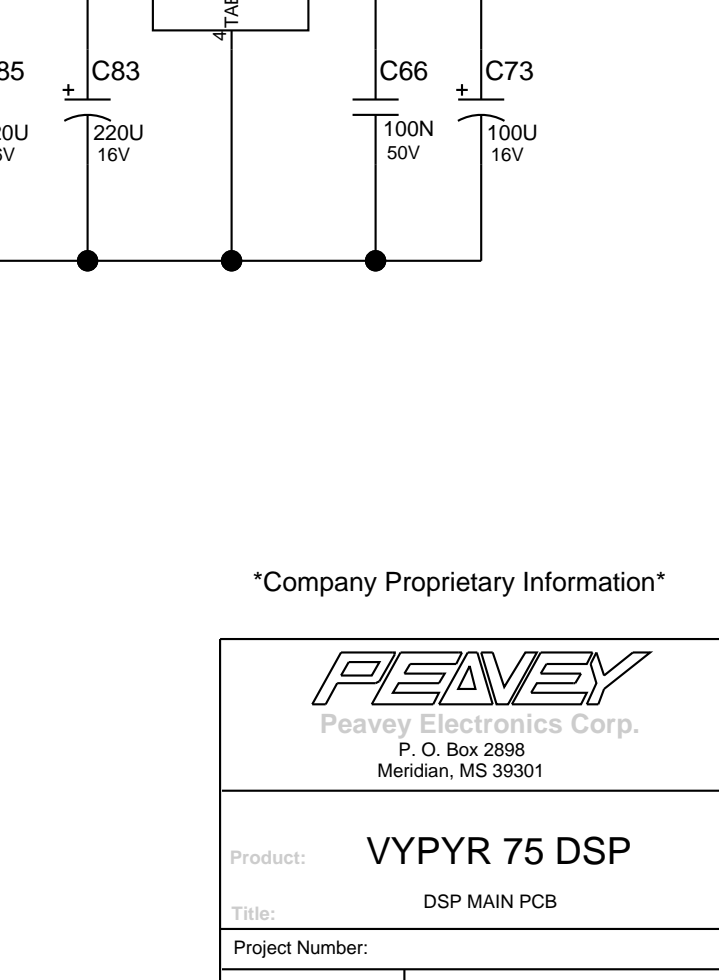 4
C83
C66
C73
+
+
220U
100N
100U
16V
50V
16V
*Company Proprietary Information*
PEAVEY
Peavey Electronics Corp.
P. O. Box 2898
Meridian, MS 39301
Product:
VYPYR 75 DSP
Title:
DSP MAIN PCB
Project Number: